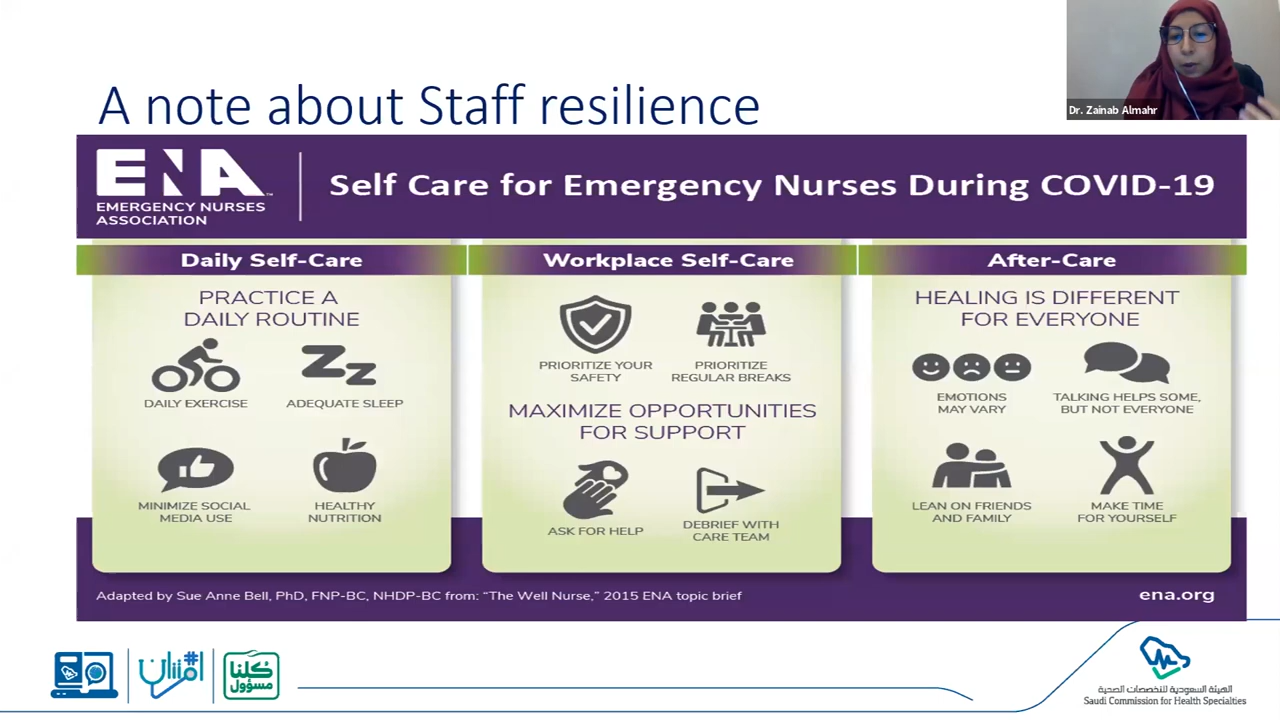 Dr. Zainab Almahr
A note about Staff resilience
ENA™
EMERGENCY NURSES
ASSOCIATION
Self Care for Emergency Nurses During COVID-19
Daily Self-Care
PRACTICE A
DAILY ROUTINE
DAILY EXERCISE
ADEQUATE SLEEP
MINIMIZE SOCIAL
MEDIA USE
HEALTHY
NUTRITION
Workplace Self-Care
PRIORITIZE YOUR
SAFETY
PRIORITIZE
REGULAR BREAKS
MAXIMIZE OPPORTUNITIES
FOR SUPPORT
ASK FOR HELP
DEBRIEF WITH
CARE TEAM
After-Care
HEALING IS DIFFERENT
FOR EVERYONE
EMOTIONS
MAY VARY
TALKING HELPS SOME,
BUT NOT EVERYONE
LEAN ON FRIENDS
AND FAMILY
MAKE TIME
FOR YOURSELF
Adapted by Sue Anne Bell, PhD, FNP-BC, NHDP-BC from: “The Well Nurse,” 2015 ENA topic brief
ena.org
كلنا
مسؤول
الهيئة السعودية للتخصصات الصحية
Saudi Commission for Health Specialties